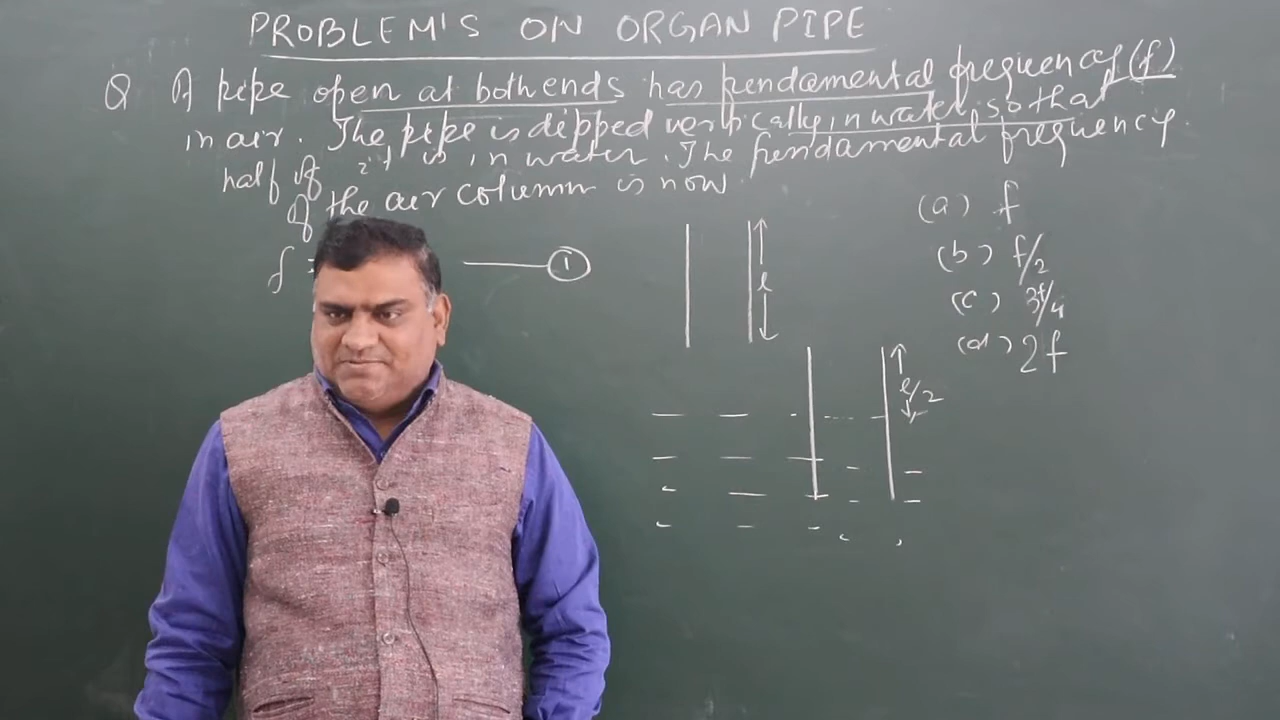 PROBLEM'S ON ORGAN PIPE
Q A pipe open at both ends has fundamental frequency (f)
in air. The pipe is dipped vertically in water, so that
half of it is in water. The fundamental frequency
of the air column is now.
f =
1
l
l/2
(a) f
(b) f/2
(c) 3f/4
(d) 2f